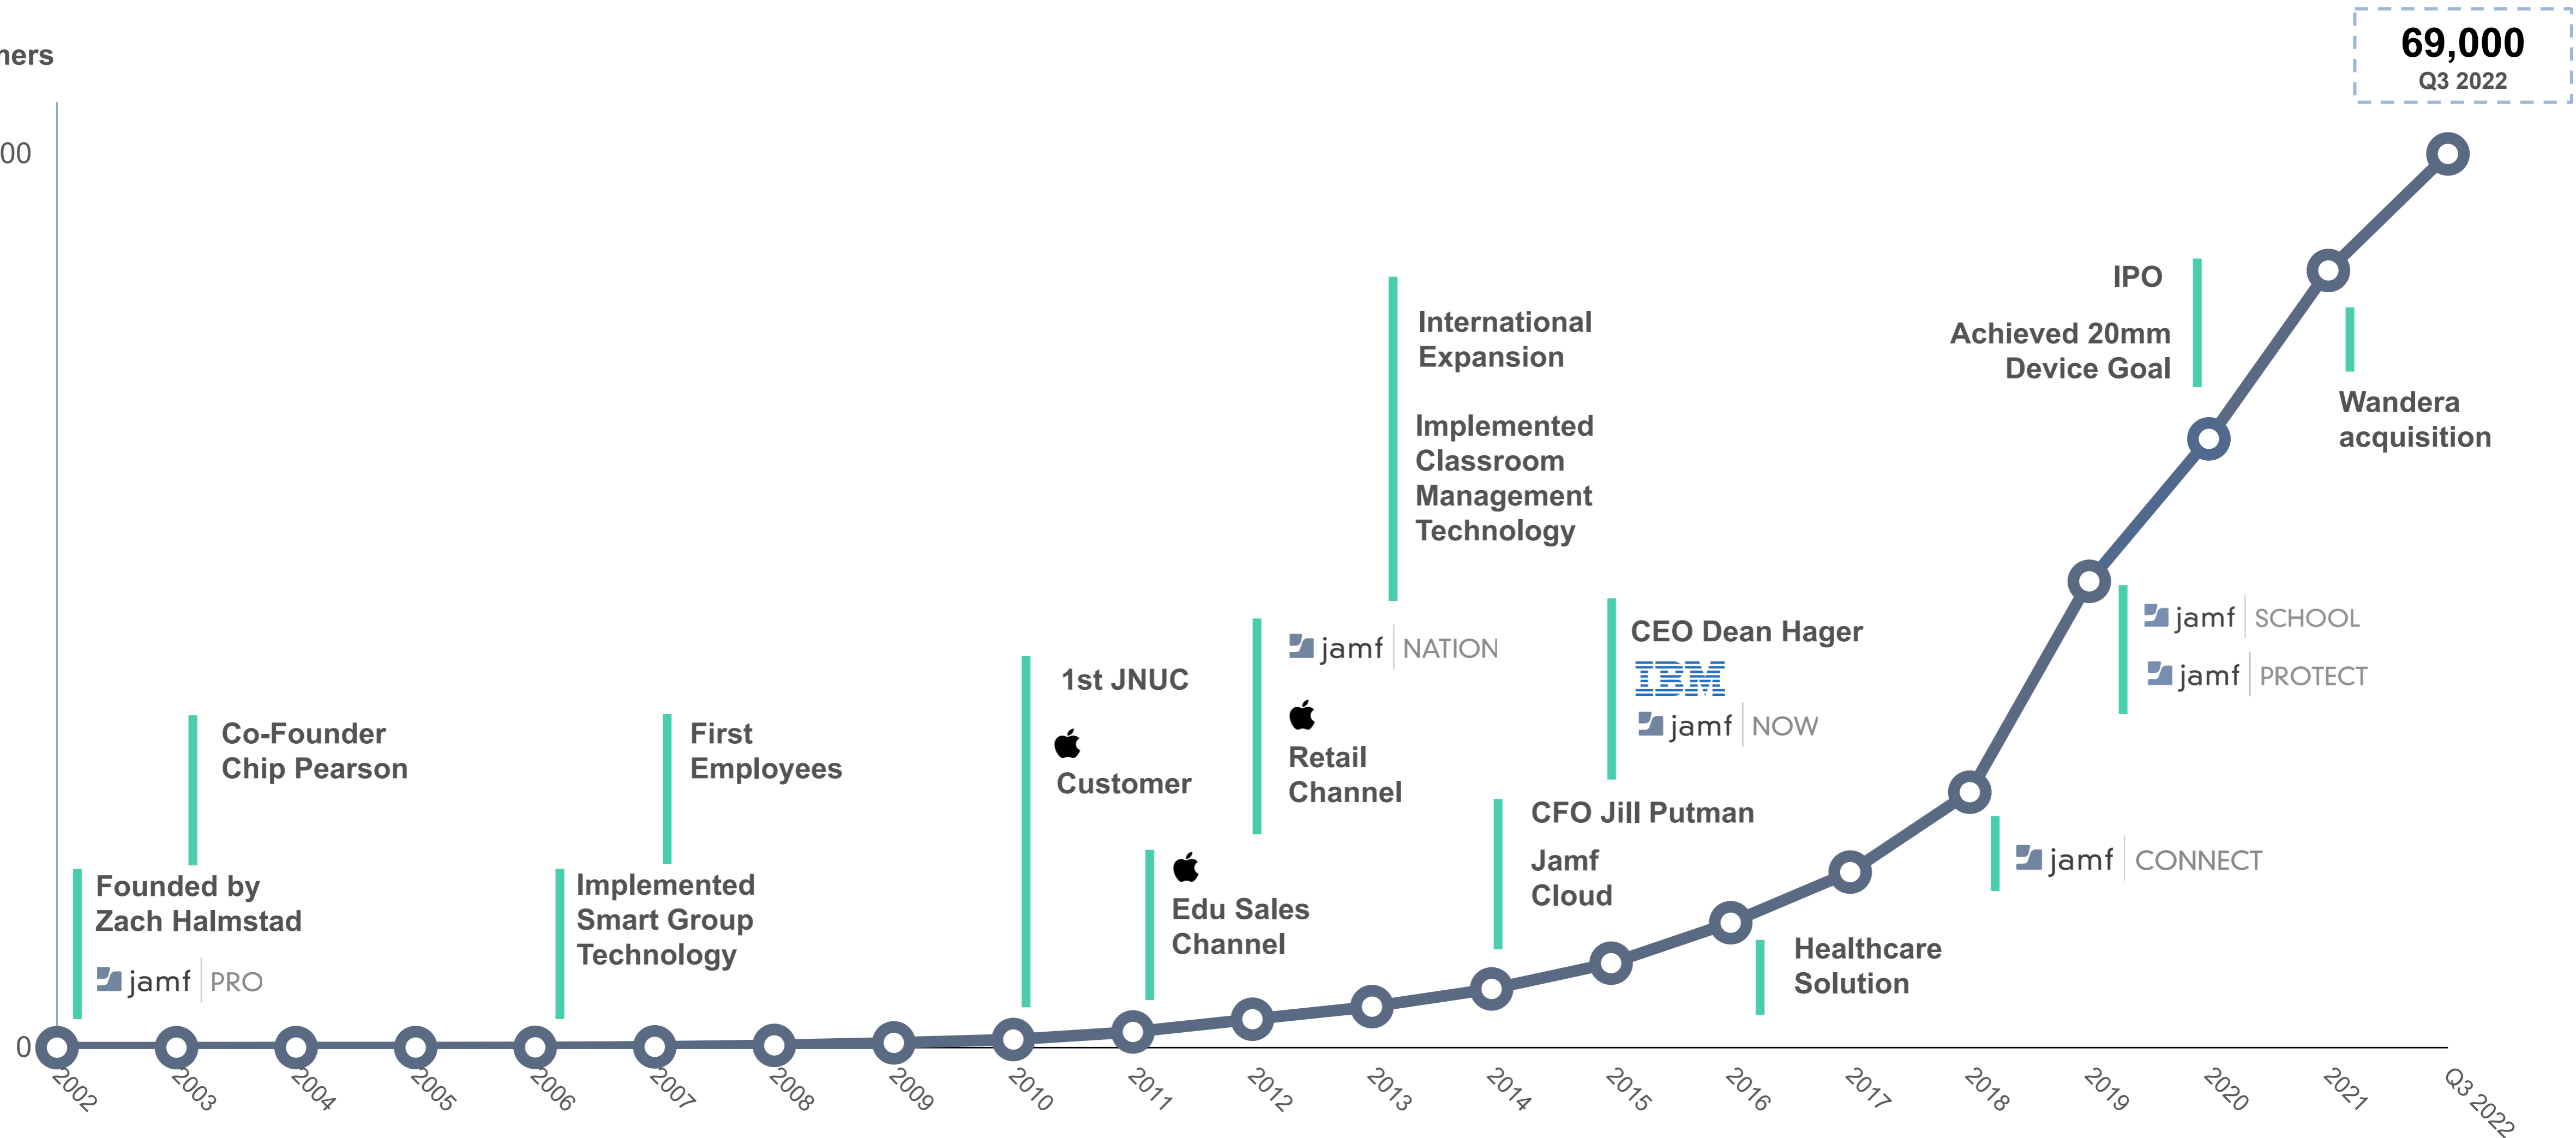 69,000
Q3 2022
ners
00
0
Founded by
Zach Halmstad
jamf PRO
Co-Founder
Chip Pearson
Implemented
Smart Group
Technology
First
Employees
1st JNUC
Customer
Edu Sales
Channel
jamf NATION
Retail
Channel
International
Expansion
Implemented
Classroom
Management
Technology
CFO Jill Putman
Jamf
Cloud
CEO Dean Hager
IBM
jamf NOW
Healthcare
Solution
jamf CONNECT
jamf SCHOOL
jamf PROTECT
IPO
Achieved 20mm
Device Goal
Wandera
acquisition
2002
2003
2004
2005
2006
2007
2008
2009
2010
2011
2012
2013
2014
2015
2016
2017
2018
2019
2020
2021
Q3 2022